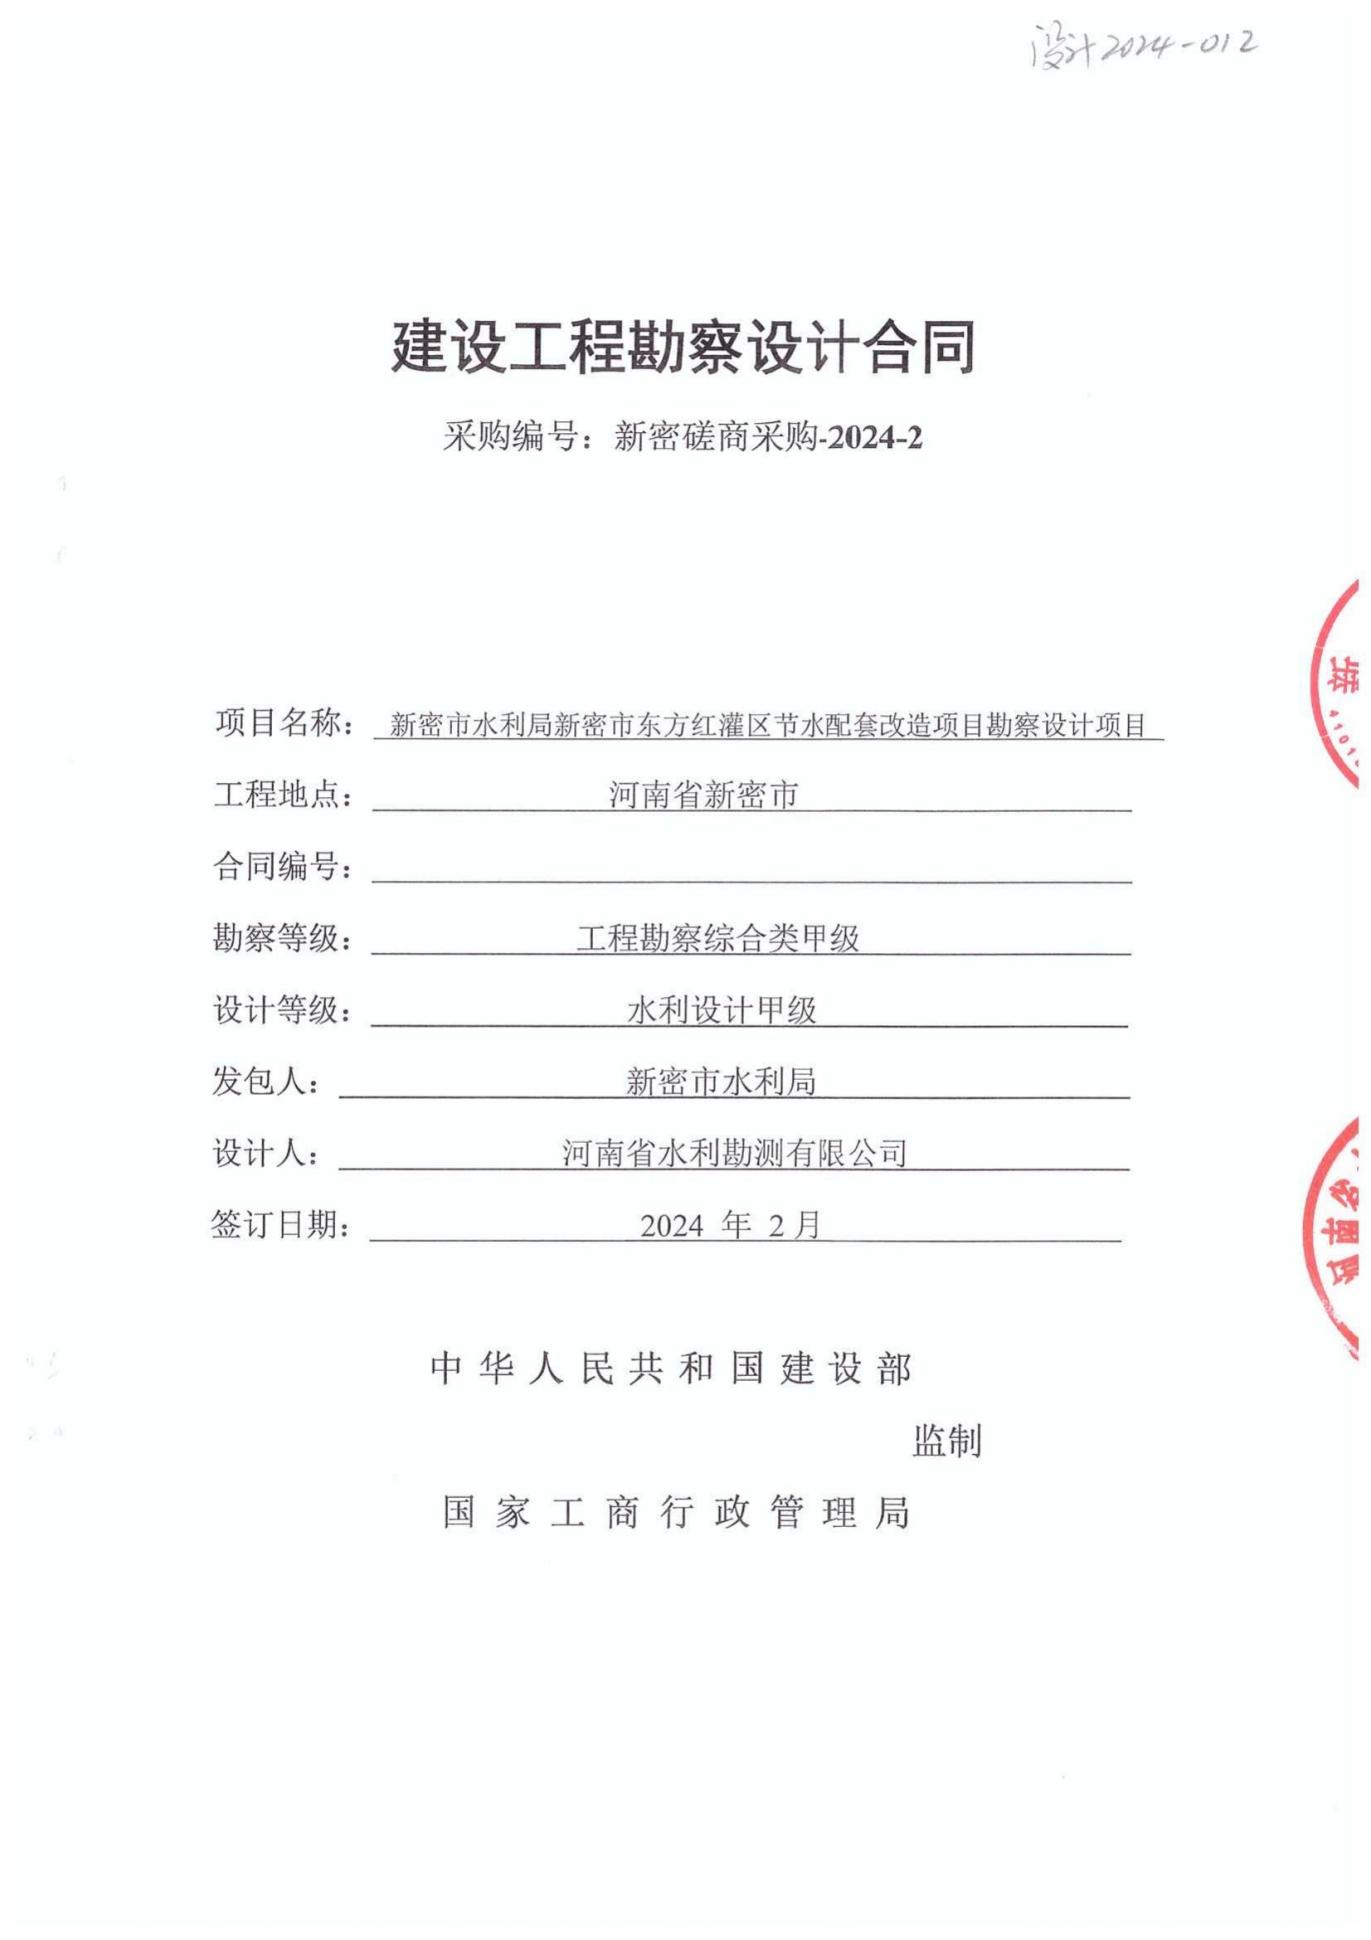 设计2024-012
建设工程勘察设计合同
采购编号：新密磋商采购-2024-2
项目名称：新密市水利局新密市东方红灌区节水配套改造项目勘察设计项目
工程地点：河南省新密市
合同编号：
勘察等级：工程勘察综合类甲级
设计等级：水利设计甲级
发包人：新密市水利局
设计人：河南省水利勘测有限公司
签订日期：2024 年 2月
中华人民共和国建设部
监制
国家工商行政管理局